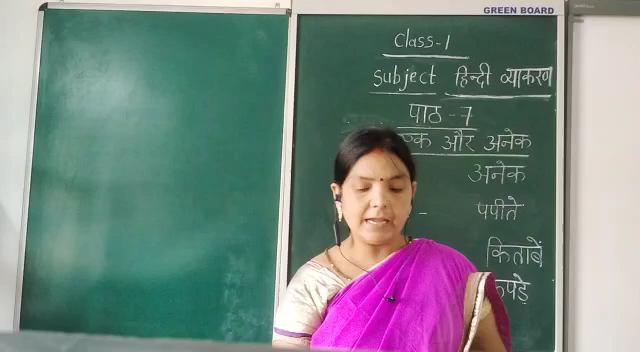 GREEN BOARD
Class-1
Subject हिन्दी व्याकरण
पाठ-7
और अनेक
अनेक
- पपीते
किताबें